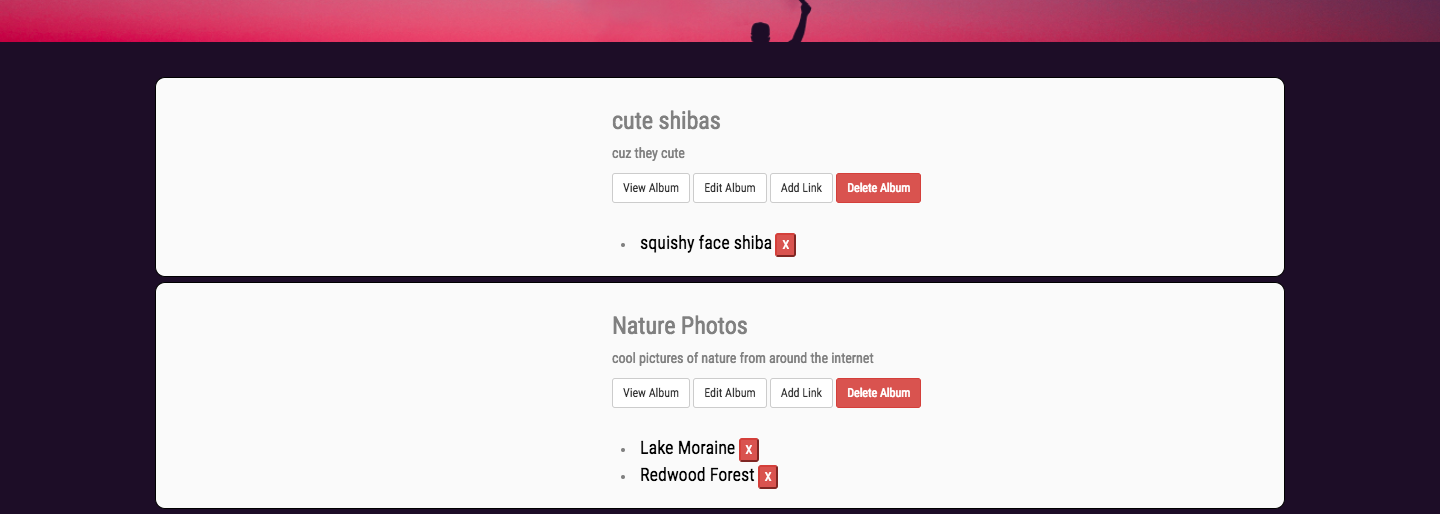 cute shibas
cuz they cute
View Album Edit Album Add Link Delete Album
squishy face shiba X
Nature Photos
cool pictures of nature from around the internet
View Album Edit Album Add Link Delete Album
Lake Moraine X
Redwood Forest X